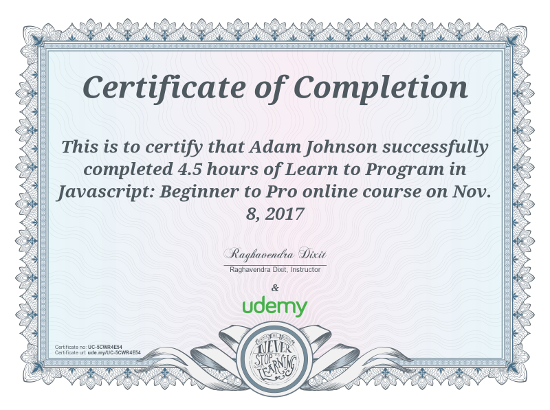 Certificate of Completion
This is to certify that Adam Johnson successfully
completed 4.5 hours of Learn to Program in
Javascript: Beginner to Pro online course on Nov.
8, 2017
Raghavendra Dixit
Raghavendra Dixit, Instructor
&
udemy
Certificate no: UC-5CWR4E54
Certificate url: ude.my/UC-5CWR4E54
NEVER
STOP
LEARNING